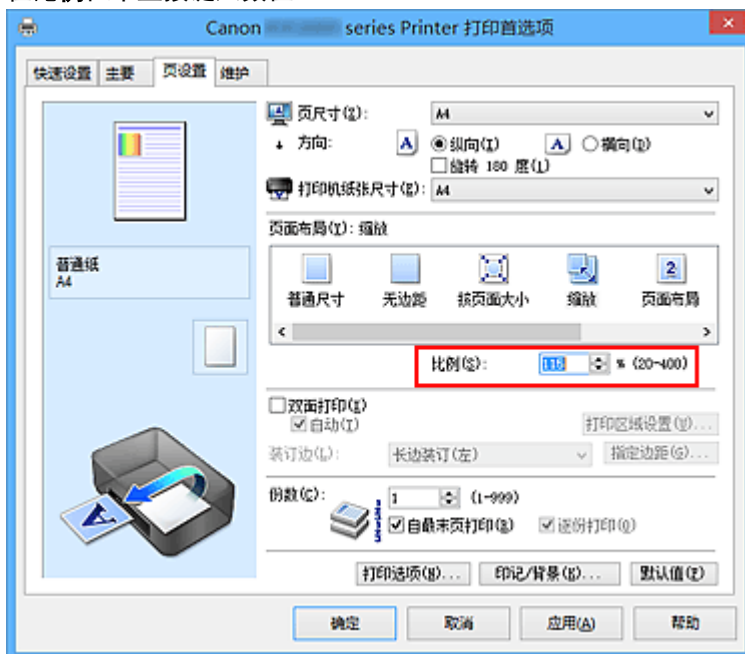 Canon series Printer 打印首选项
快速设置 主要 页设置 维护
页尺寸(Z): A4
方向: A 纵向(I) A 横向(D)
旋转 180 度(L)
打印机纸张尺寸(E): A4
页面布局(Y): 缩放
普通纸
A4
普通尺寸 无边距 按页面大小 缩放 2 页面布局
比例(S): 115 % (20-400)
双面打印(X)
自动(T) 打印区域设置(U)...
装订边(L): 长边装订(左) 指定边距(G)...
份数(C): 1 (1-999)
自最末页打印(R) 逐份打印(O)
打印选项(H)... 印记/背景(K)... 默认值(F)
确定 取消 应用(A) 帮助